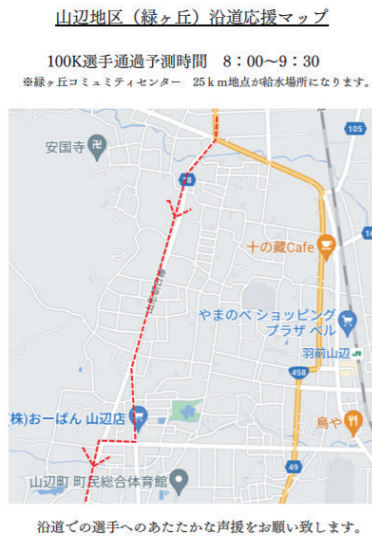 山辺地区（緑ヶ丘）沿道応援マップ
100K選手通過予測時間　8：00～9：30
※緑ヶ丘コミュミティセンター　25ｋｍ地点が給水場所になります。
105
安国寺
卍
18
16
十の蔵Cafe
やまのべ ショッピング
プラザ ベル
羽前山辺
458
(株)おーばん 山辺店
鳥や
49
山辺町 町民総合体育館
沿道での選手へのあたたかな声援をお願い致します。